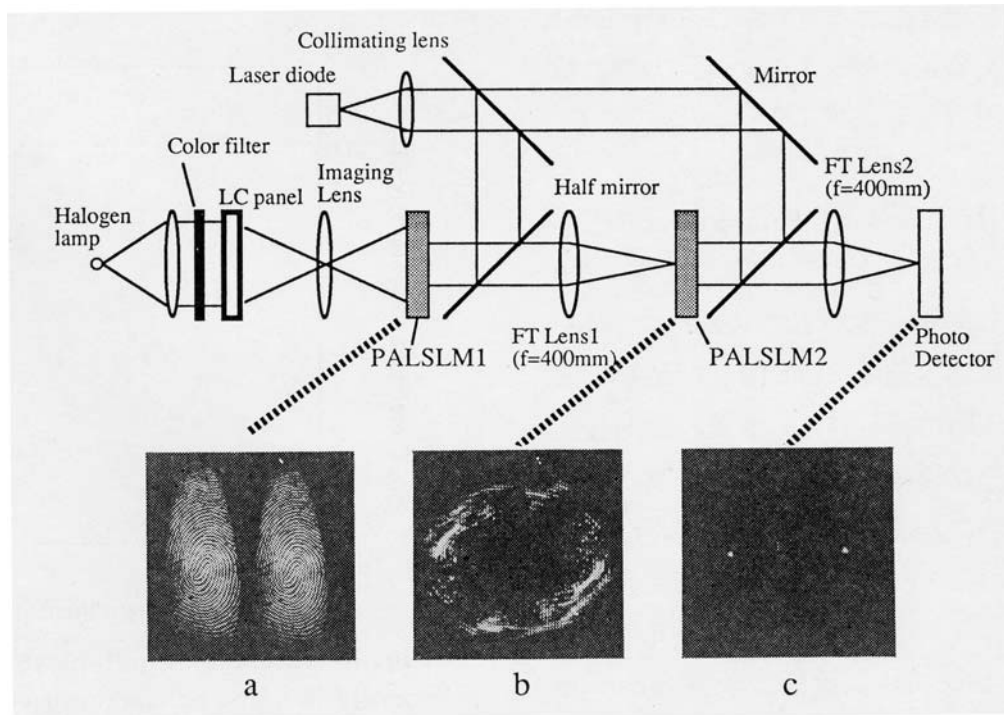 Collimating lens
Laser diode
Mirror
Color filter
LC panel
Imaging
Lens
Half mirror
FT Lens2
(f=400mm)
Halogen
lamp
PALSLM1
FT Lens1
(f=400mm)
PALSLM2
Photo
Detector
a
b
c